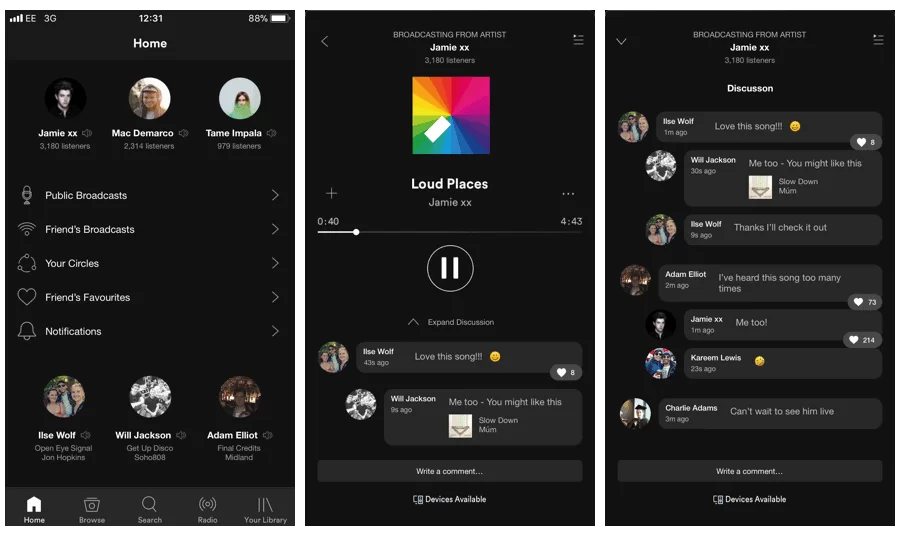 EE 3G 12:31 88%
Home
Jamie xx Mac Demarco Tame Impala
3,180 listeners 2,314 listeners 979 listeners
Public Broadcasts
Friend's Broadcasts
Your Circles
Friend's Favourites
Notifications
Ilse Wolf Will Jackson Adam Elliot
Open Eye Signal Get Up Disco Final Credits
Jon Hopkins Soho808 Midland
Home Browse Search Radio Your Library
BROADCASTING FROM ARTIST
Jamie xx
3,180 listeners
Loud Places
Jamie xx
0:40 4:43
Expand Discussion
Ilse Wolf Love this song!!!
43s ago
8
Will Jackson Me too - You might like this
9s ago
Slow Down
Múm
Write a comment...
Devices Available
BROADCASTING FROM ARTIST
Jamie xx
3,180 listeners
Discusson
Ilse Wolf Love this song!!!
1m ago
8
Will Jackson Me too - You might like this
30s ago
Slow Down
Múm
Ilse Wolf Thanks I'll check it out
9s ago
Adam Elliot I've heard this song too many
2m ago times
73
Jamie xx Me too!
1m ago
214
Kareem Lewis
23s ago
Charlie Adams Can't wait to see him live
3m ago
Write a comment...
Devices Available